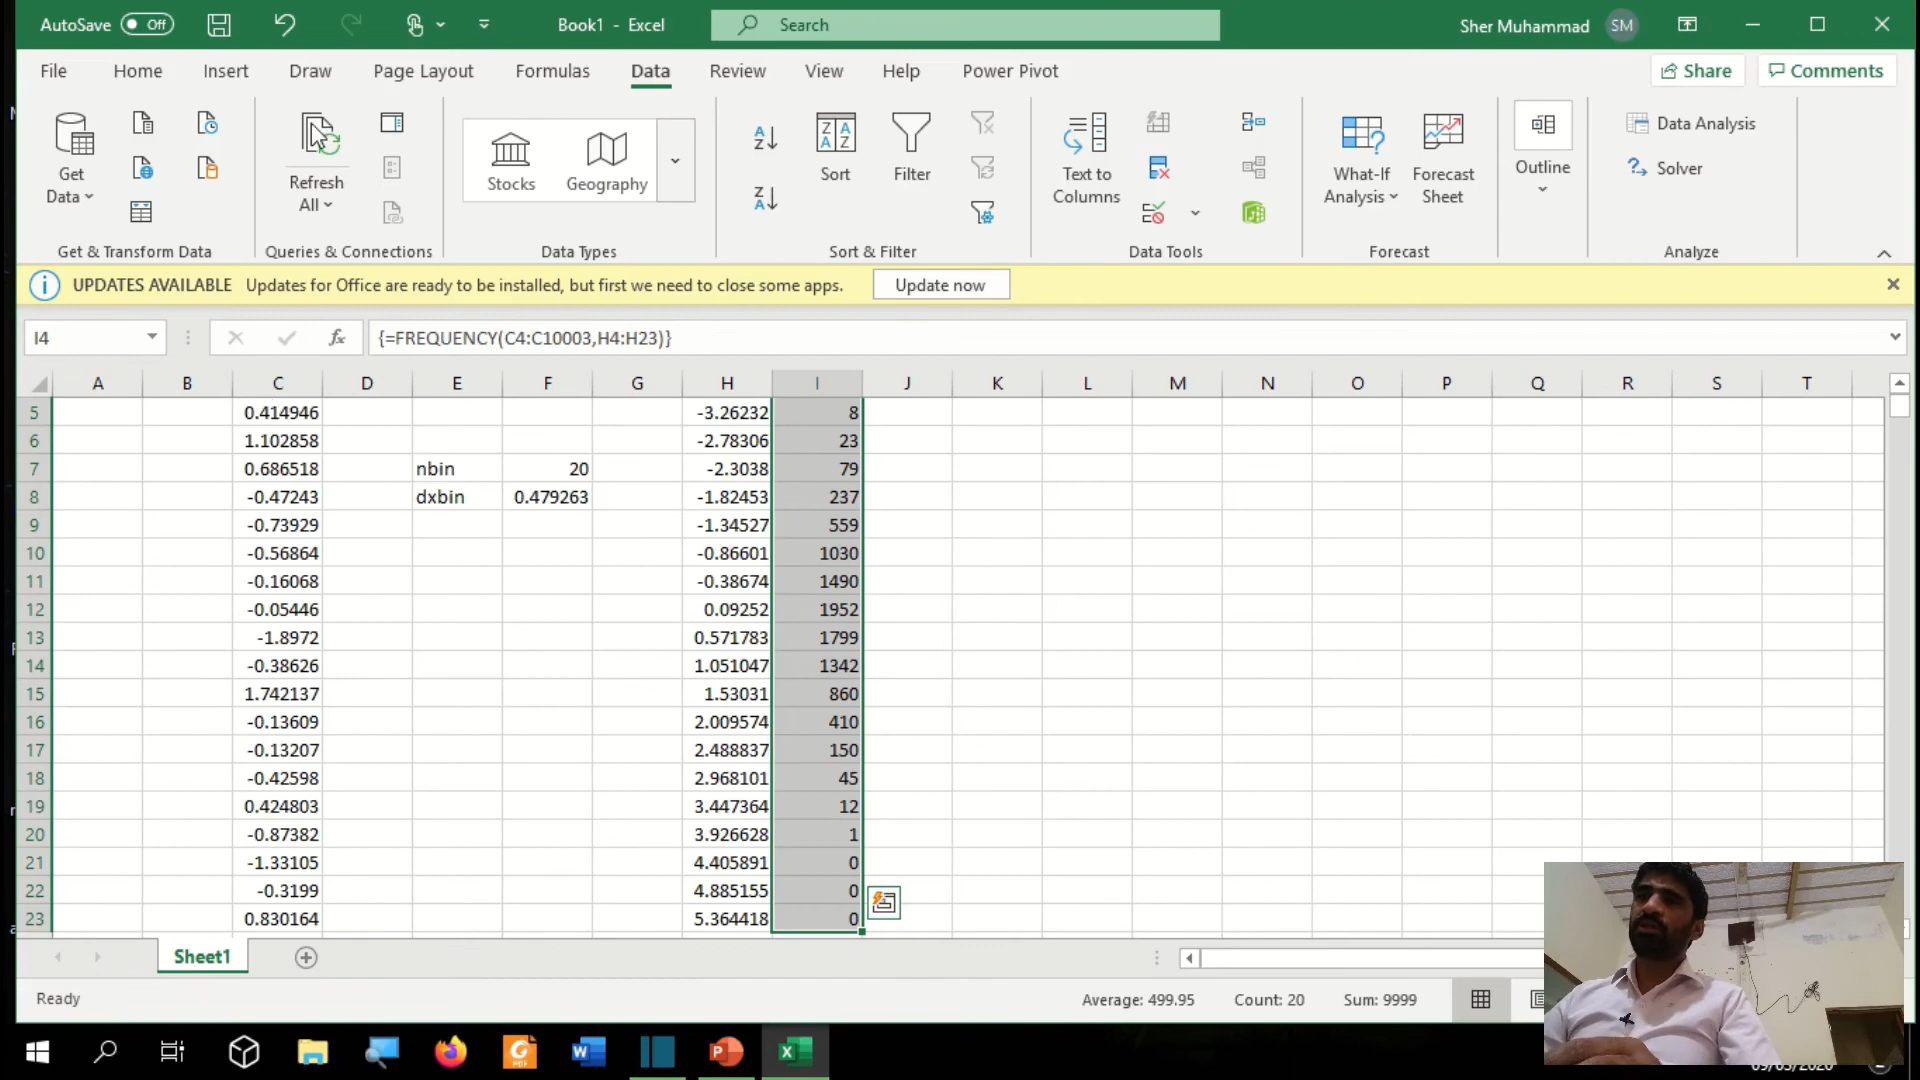 AutoSave Off Book1 - Excel Search Sher Muhammad SM
File Home Insert Draw Page Layout Formulas Data Review View Help Power Pivot Share Comments
Get Data
Refresh All
Stocks
Geography
Sort
Filter
Text to Columns
What-If Analysis
Forecast Sheet
Outline
Data Analysis
Solver
Get & Transform Data Queries & Connections Data Types Sort & Filter Data Tools Forecast Analyze
UPDATES AVAILABLE Updates for Office are ready to be installed, but first we need to close some apps. Update now
I4 fx {=FREQUENCY(C4:C10003,H4:H23)}
A B C D E F G H I J K L M N O P Q R S T
5 0.414946 -3.26232 8
6 1.102858 -2.78306 23
7 0.686518 nbin 20 -2.3038 79
8 -0.47243 dxbin 0.479263 -1.82453 237
9 -0.73929 -1.34527 559
10 -0.56864 -0.86601 1030
11 -0.16068 -0.38674 1490
12 -0.05446 0.09252 1952
13 -1.8972 0.571783 1799
14 -0.38626 1.051047 1342
15 1.742137 1.53031 860
16 -0.13609 2.009574 410
17 -0.13207 2.488837 150
18 -0.42598 2.968101 45
19 0.424803 3.447364 12
20 -0.87382 3.926628 1
21 -1.33105 4.405891 0
22 -0.3199 4.885155 0
23 0.830164 5.364418 0
Sheet1
Ready Average: 499.95 Count: 20 Sum: 9999